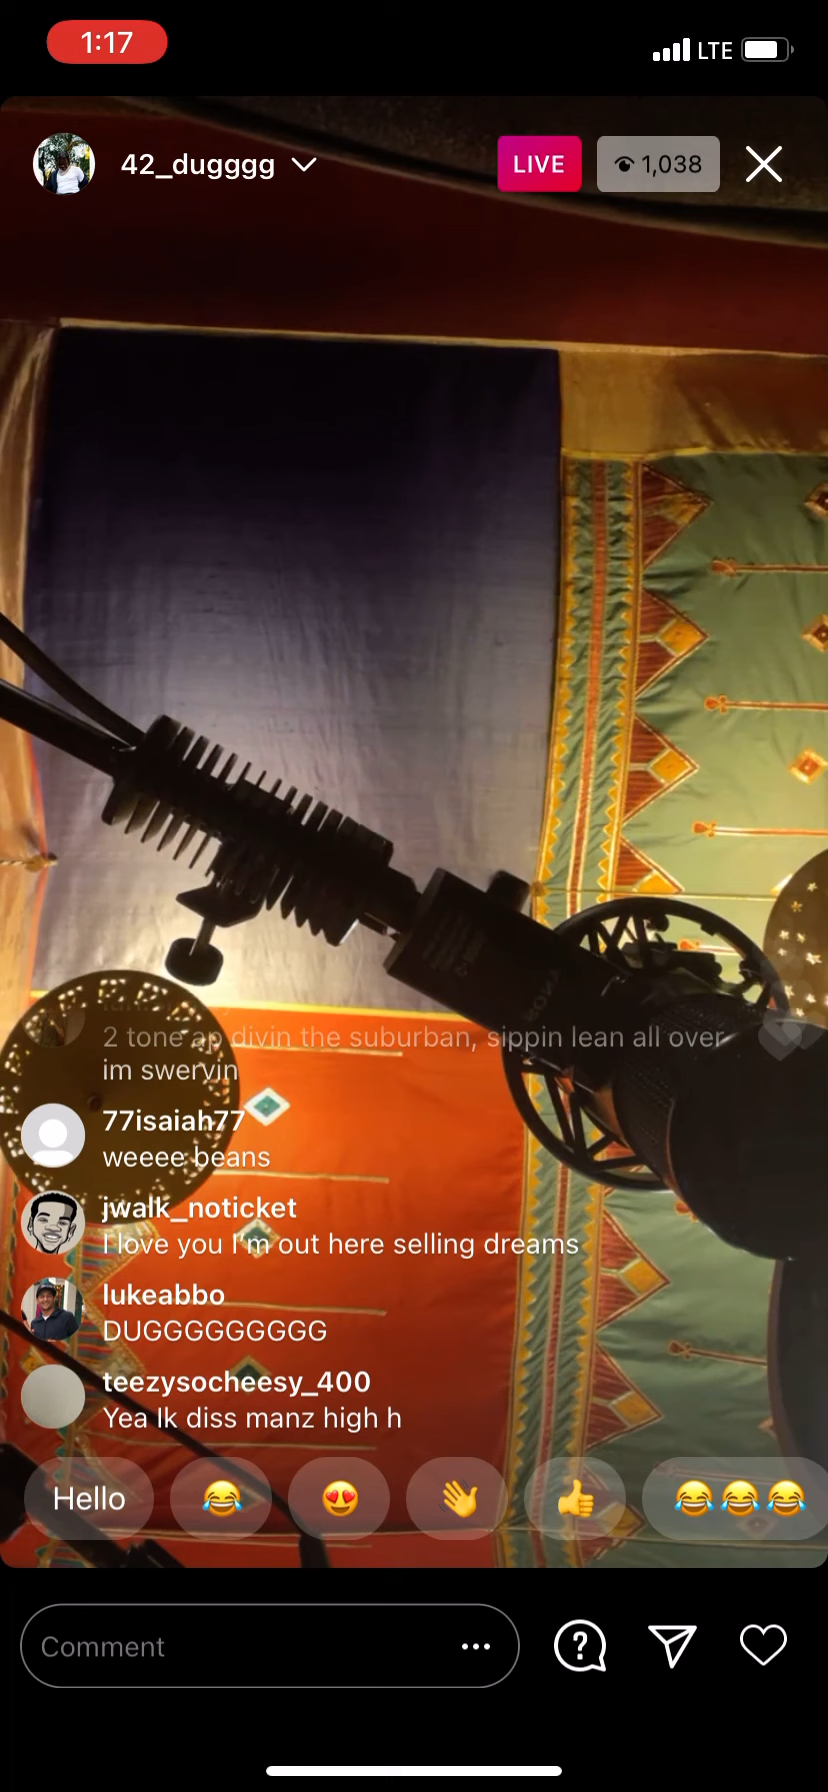 1:17
LTE
42_dugggg
LIVE
1,038
2 tone ap divin the suburban, sippin lean all over
im swervin
77isaiah77
weeee beans
jwalk_noticket
I love you I'm out here selling dreams
lukeabbo
DUGGGGGGGGG
teezysocheesy_400
Yea Ik diss manz high h
Hello
Comment
SONY